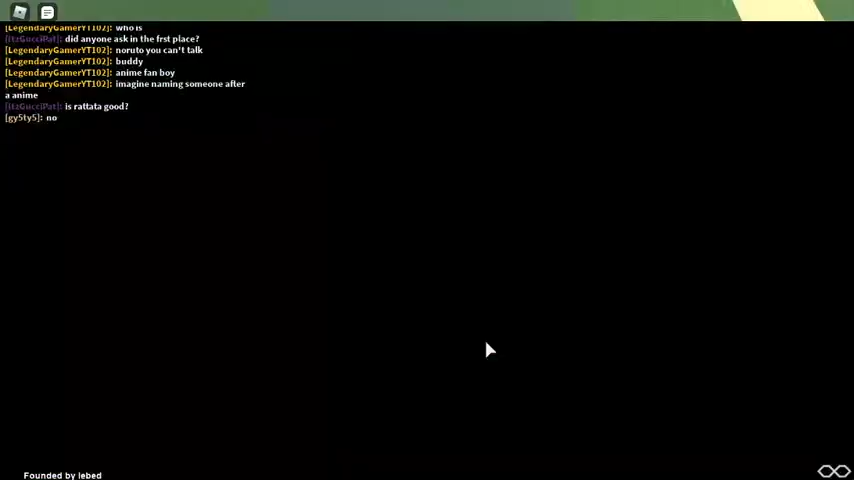 [LegendaryGamerYT102]: who is
[itzGucciPat]: did anyone ask in the frst place?
[LegendaryGamerYT102]: noruto you can't talk
[LegendaryGamerYT102]: buddy
[LegendaryGamerYT102]: anime fan boy
[LegendaryGamerYT102]: imagine naming someone after
a anime
[itzGucciPat]: is rattata good?
[gy5ty5]: no
Founded by lebed